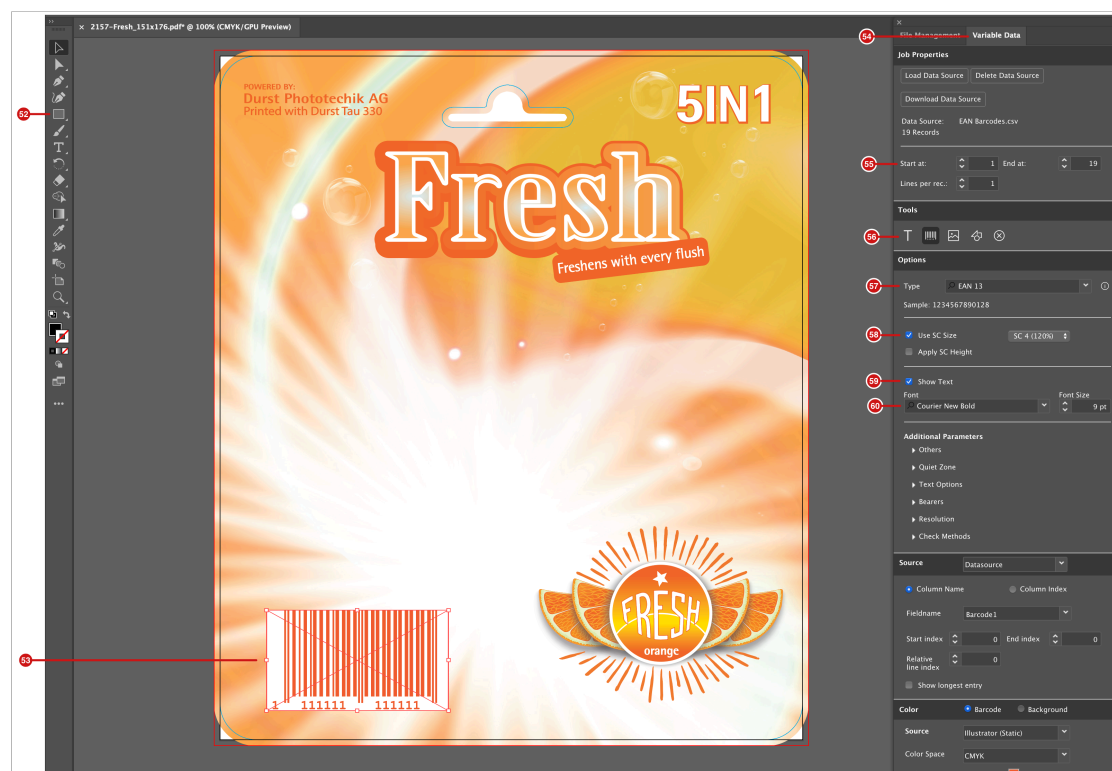 2157-Fresh_151x176.pdf* @ 100% (CMYK/GPU Preview)
File Management
Variable Data
54
Job Properties
Load Data Source
Delete Data Source
Download Data Source
Data Source: EAN Barcodes.csv
19 Records
55
Start at: 1 End at: 19
Lines per rec.: 1
Tools
56
T
Options
57
Type EAN 13
Sample: 1234567890128
58
Use SC Size SC 4 (120%)
Apply SC Height
59
Show Text
Font Font Size
60
Courier New Bold 9 pt
Additional Parameters
Others
Quiet Zone
Text Options
Bearers
Resolution
Check Methods
Source Datasource
Column Name Column Index
Fieldname Barcode1
Start index 0 End index 0
Relative
line index 0
Show longest entry
Color Barcode Background
Source Illustrator (Static)
Color Space CMYK
52
53
POWERED BY:
Durst Phototechik AG
Printed with Durst Tau 330
5IN1
Fresh
Freshens with every flush
FRESH
orange
1 111111 111111